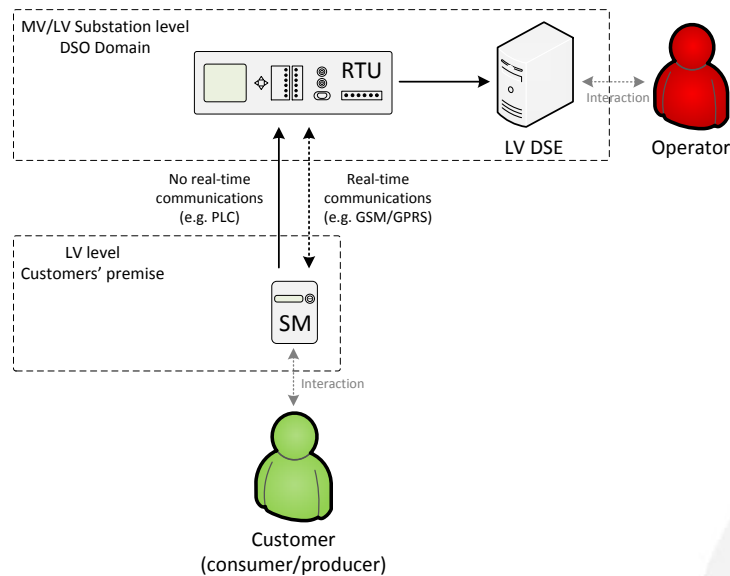 MV/LV Substation level
DSO Domain
RTU
LV DSE
Interaction
Operator
No real-time
communications
(e.g. PLC)
Real-time
communications
(e.g. GSM/GPRS)
LV level
Customers’ premise
SM
Interaction
Customer
(consumer/producer)